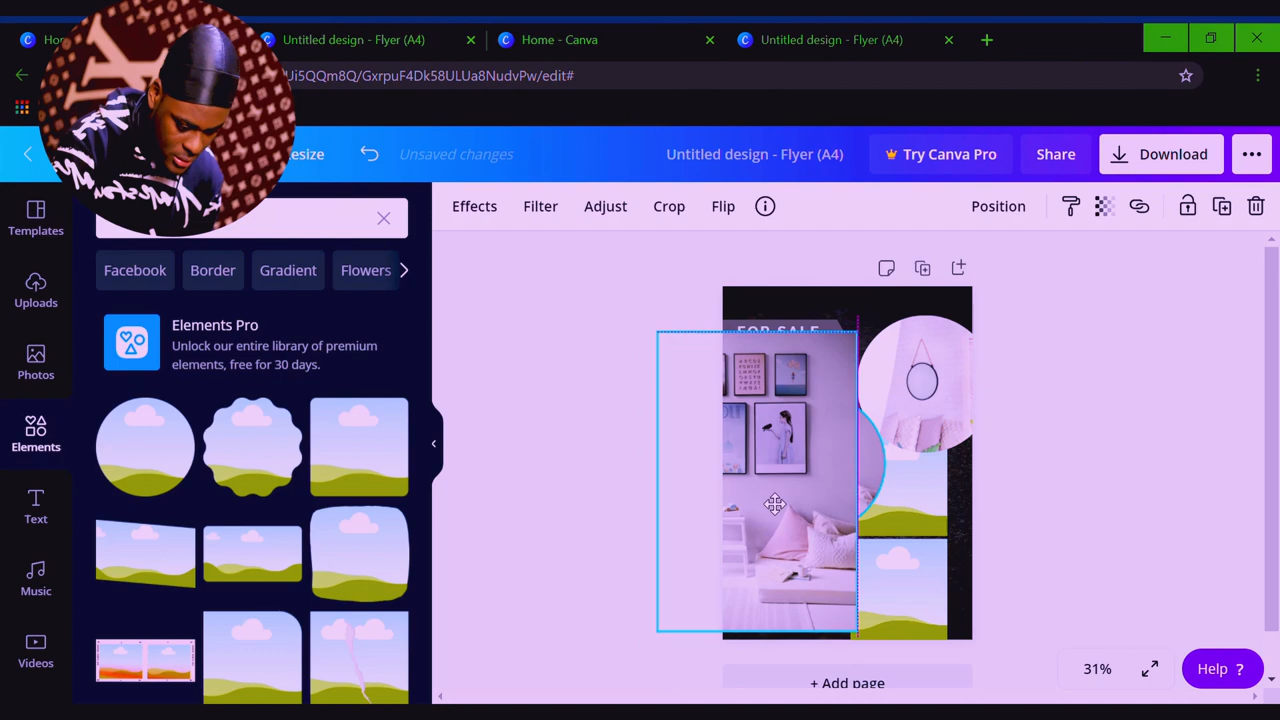 Untitled design - Flyer (A4)
Home - Canva
Untitled design - Flyer (A4)
Ui5QQm8Q/GxrpuF4Dk58ULUa8NudvPw/edit#
esize
Unsaved changes
Untitled design - Flyer (A4)
Try Canva Pro
Share
Download
Templates
Effects
Filter
Adjust
Crop
Flip
Position
Facebook
Border
Gradient
Flowers
Uploads
Elements Pro
Unlock our entire library of premium
elements, free for 30 days.
FOR SALE
Photos
Elements
Text
Music
Videos
+ Add page
31%
Help ?